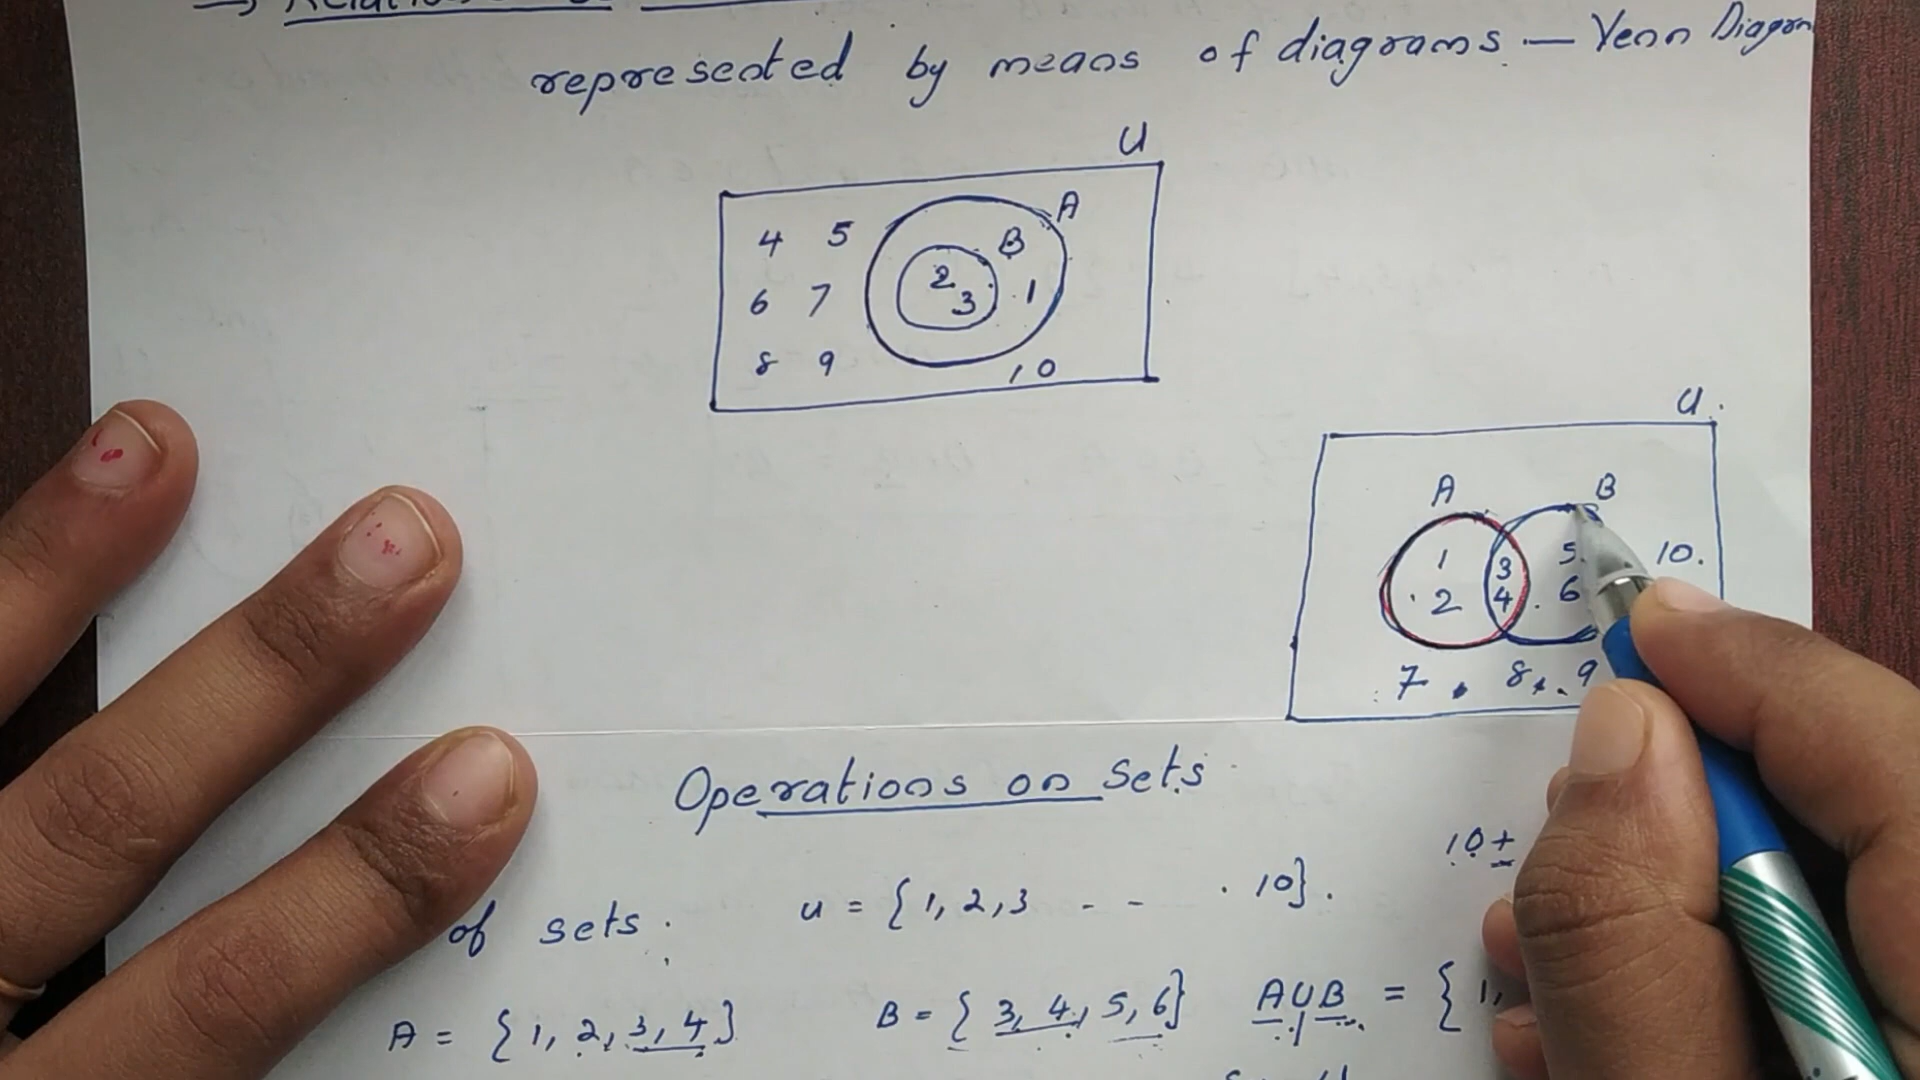 represented by means of diagrams — Venn Diagram
U
A
4 5
B
2
6 7
3 1
8 9
10
U.
A B
1 3 5 10.
2 4 6
7 8 9
Operations on sets
10+
of sets.
U = { 1, 2, 3 - - . 10}.
A = { 1, 2, 3, 4}
B = { 3, 4, 5, 6}
A∪B = { 1,